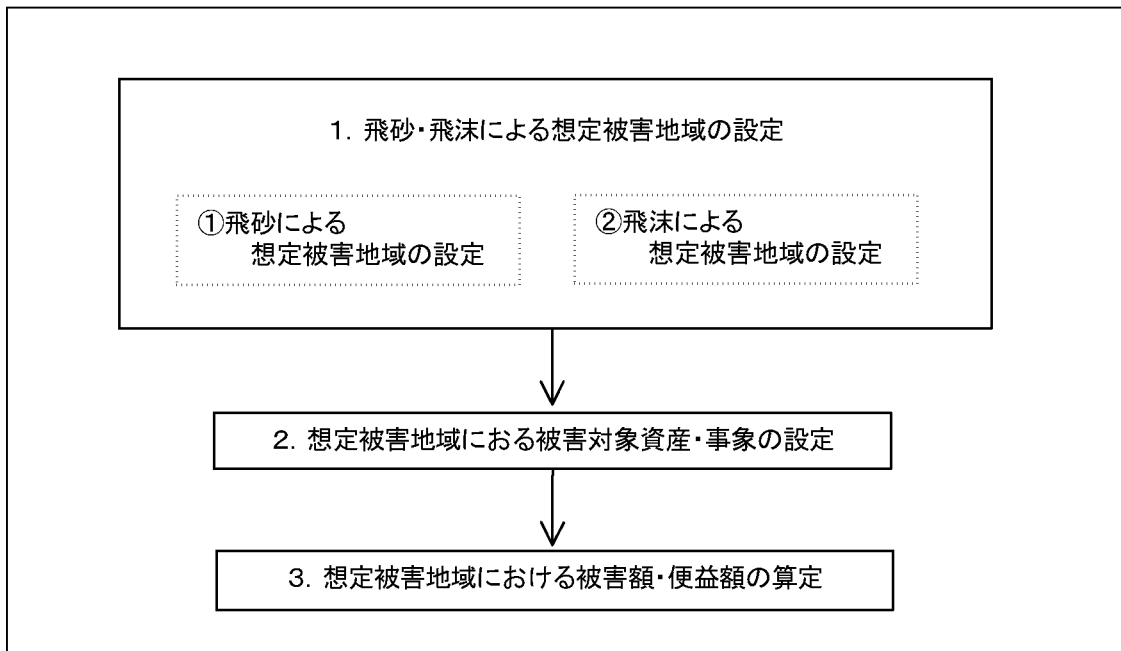 1．飛砂・飛沫による想定被害地域の設定
①飛砂による
想定被害地域の設定
②飛沫による
想定被害地域の設定
2．想定被害地域におる被害対象資産・事象の設定
3．想定被害地域における被害額・便益額の算定